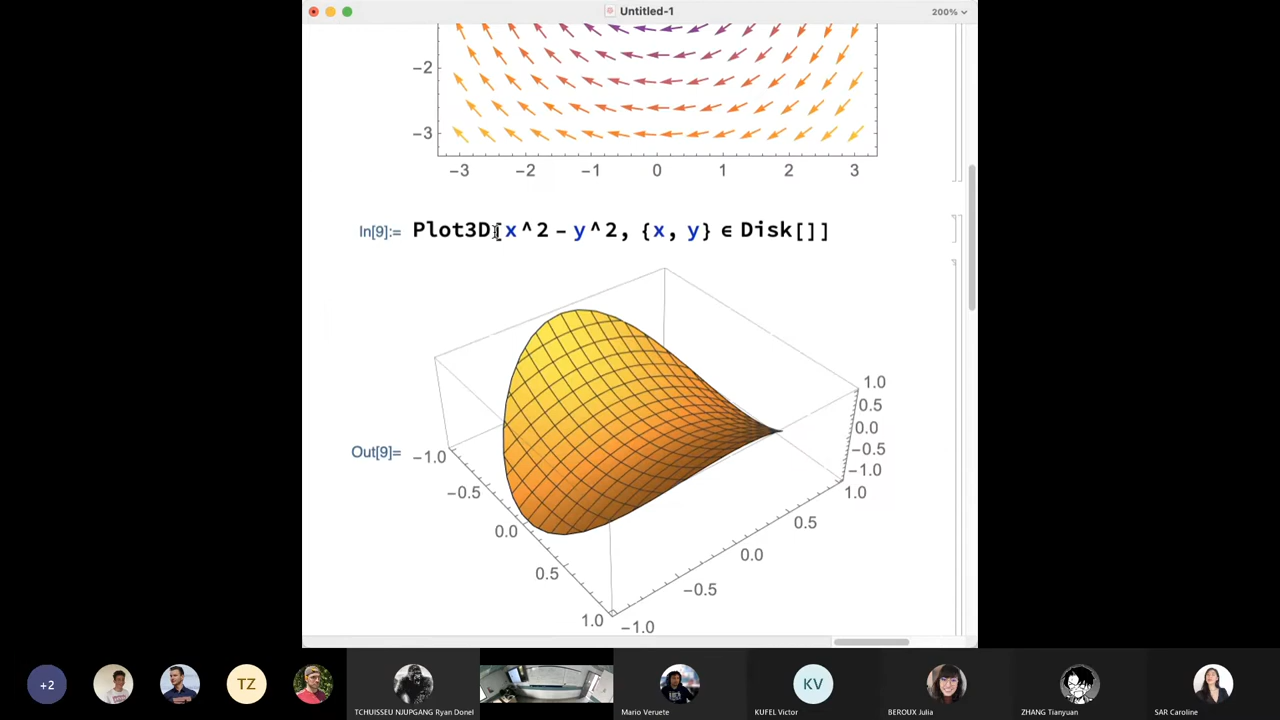 Untitled-1
200%
-2
-3
-3 -2 -1 0 1 2 3
In[9]:= Plot3D[x^2-y^2, {x, y} ∈ Disk[]]
1.0
0.5
0.0
-0.5
-1.0
Out[9]=
-1.0
-0.5
0.0
0.5
1.0
1.0
0.5
0.0
-0.5
-1.0
+2
TZ
TCHUISSEU NJUPGANG Ryan Donel
Mario Veruete
KV
KUFEL Victor
BEROUX Julia
ZHANG Tianyuan
SAR Caroline